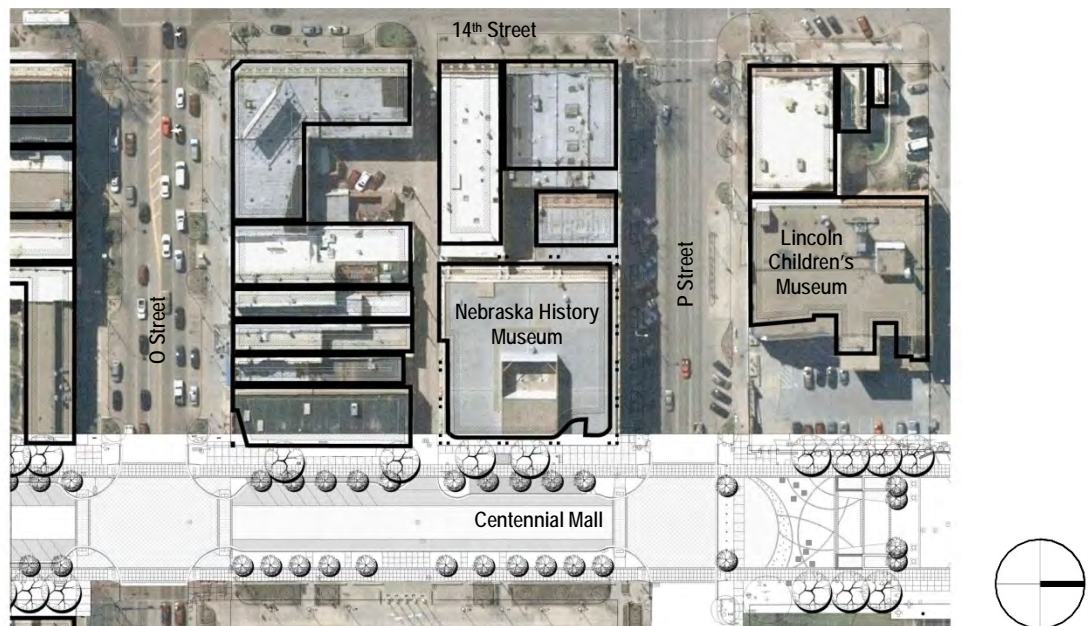 14th Street
O Street
P Street
Nebraska History
Museum
Lincoln
Children's
Museum
Centennial Mall